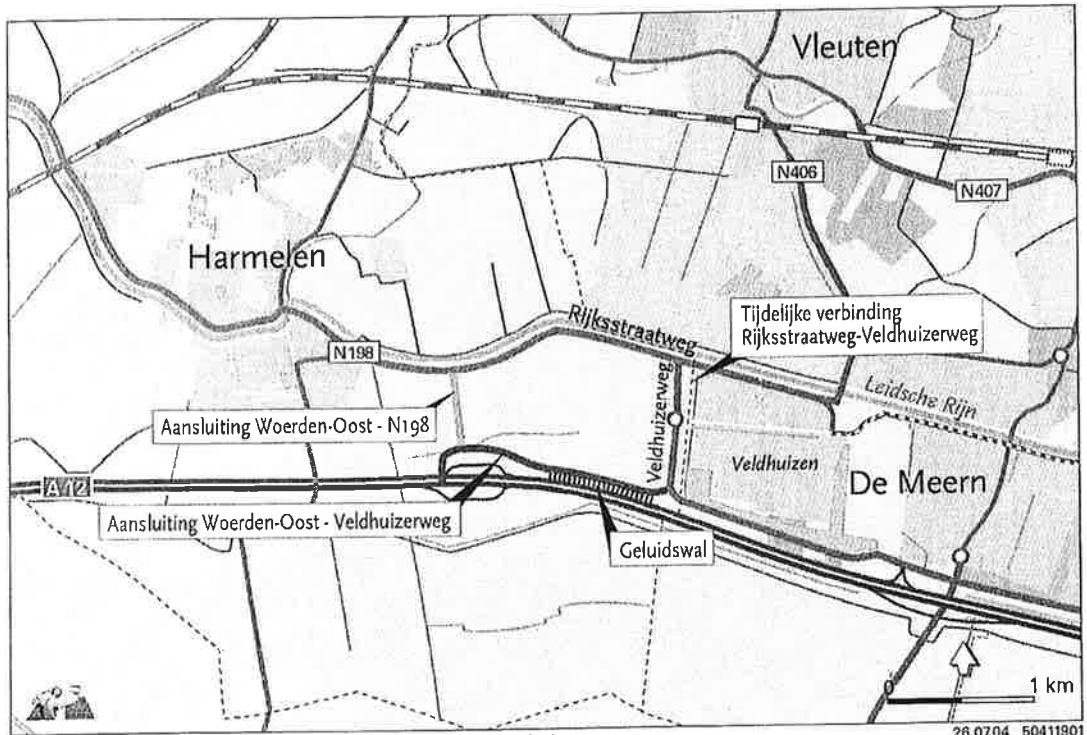 Vleuten
N406
N407
Harmelen
Tijdelijke verbinding
Rijksstraatweg-Veldhuizerweg
Rijksstraatweg
N198
Veldhuizerweg
Leidsche Rijn
Aansluiting Woerden-Oost - N198
Veldhuizen
De Meern
A12
Aansluiting Woerden-Oost - Veldhuizerweg
Geluidswal
0
1 km
26.07.04 50411901